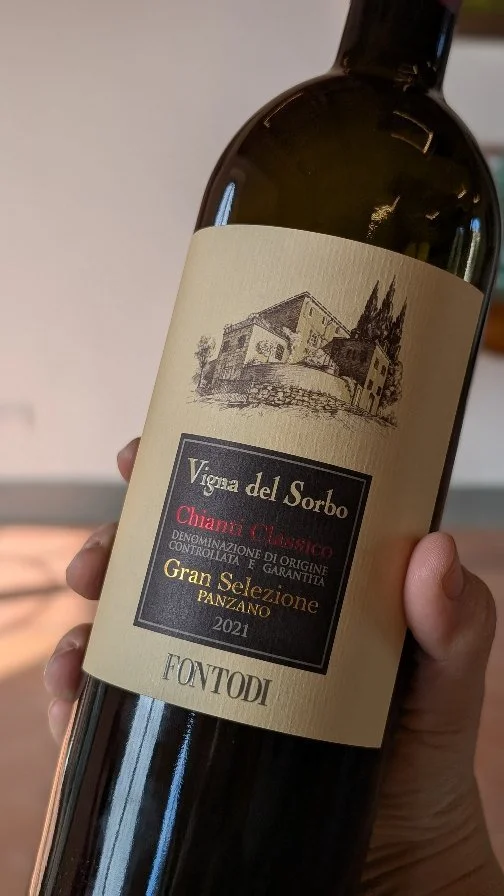 Vigna del Sorbo
Chianti Classico
DENOMINAZIONE DI ORIGINE
CONTROLLATA E GARANTITA
Gran Selezione
PANZANO
2021
FONTODI